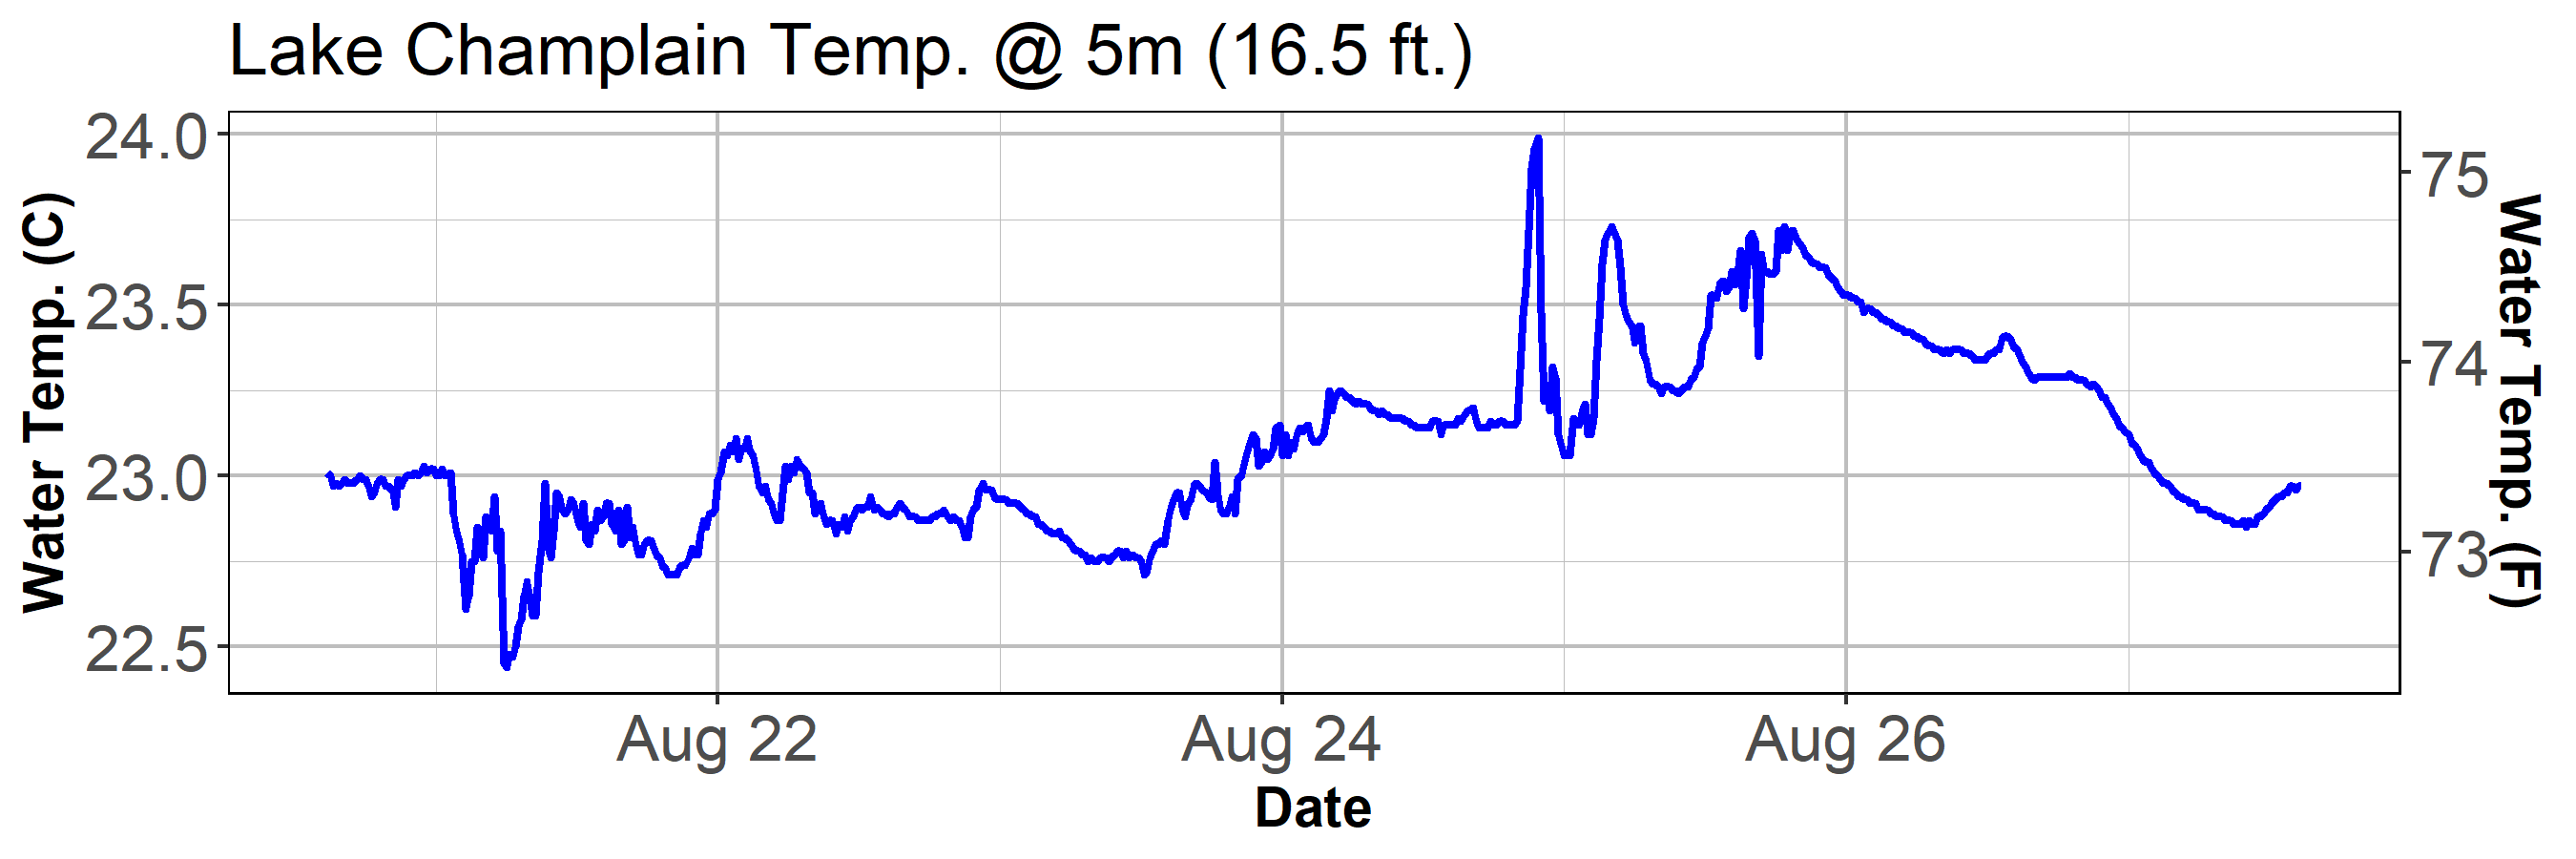 Lake Champlain Temp. @ 5m (16.5 ft.)
Water Temp. (C)
24.0
23.5
23.0
22.5
75
74
73
Water Temp. (F)
Aug 22
Aug 24
Aug 26
Date